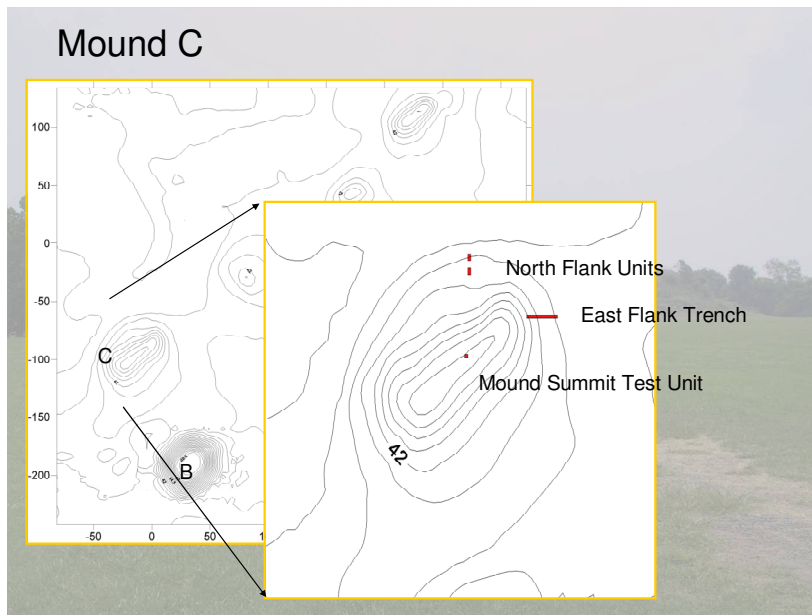 Mound C
100
50
0
-50
-100
-150
-200
-50
0
50
C
B
North Flank Units
East Flank Trench
Mound Summit Test Unit
42